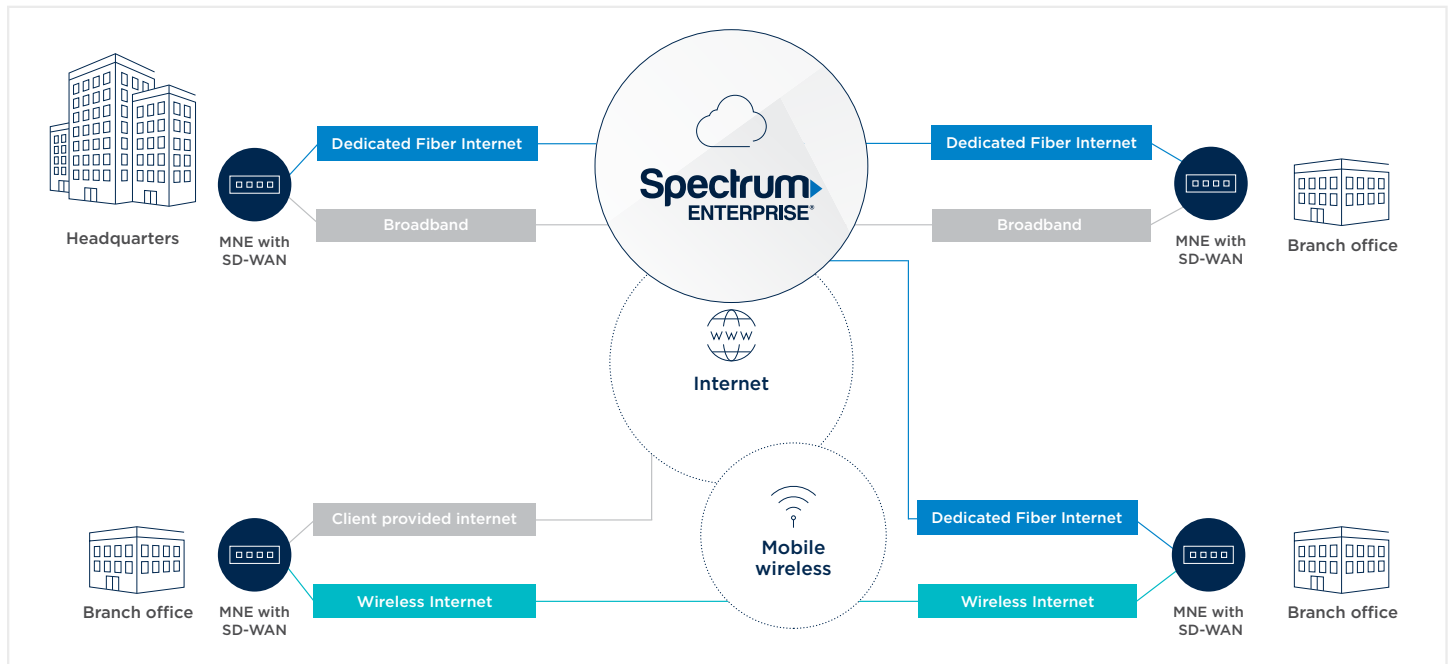 Dedicated Fiber Internet
Broadband
Headquarters
MNE with
SD-WAN
Spectrum
ENTERPRISE®
Dedicated Fiber Internet
Broadband
MNE with
SD-WAN
Branch office
WWW
Internet
Client provided internet
Wireless Internet
Branch office
MNE with
SD-WAN
Mobile
wireless
Dedicated Fiber Internet
Wireless Internet
MNE with
SD-WAN
Branch office